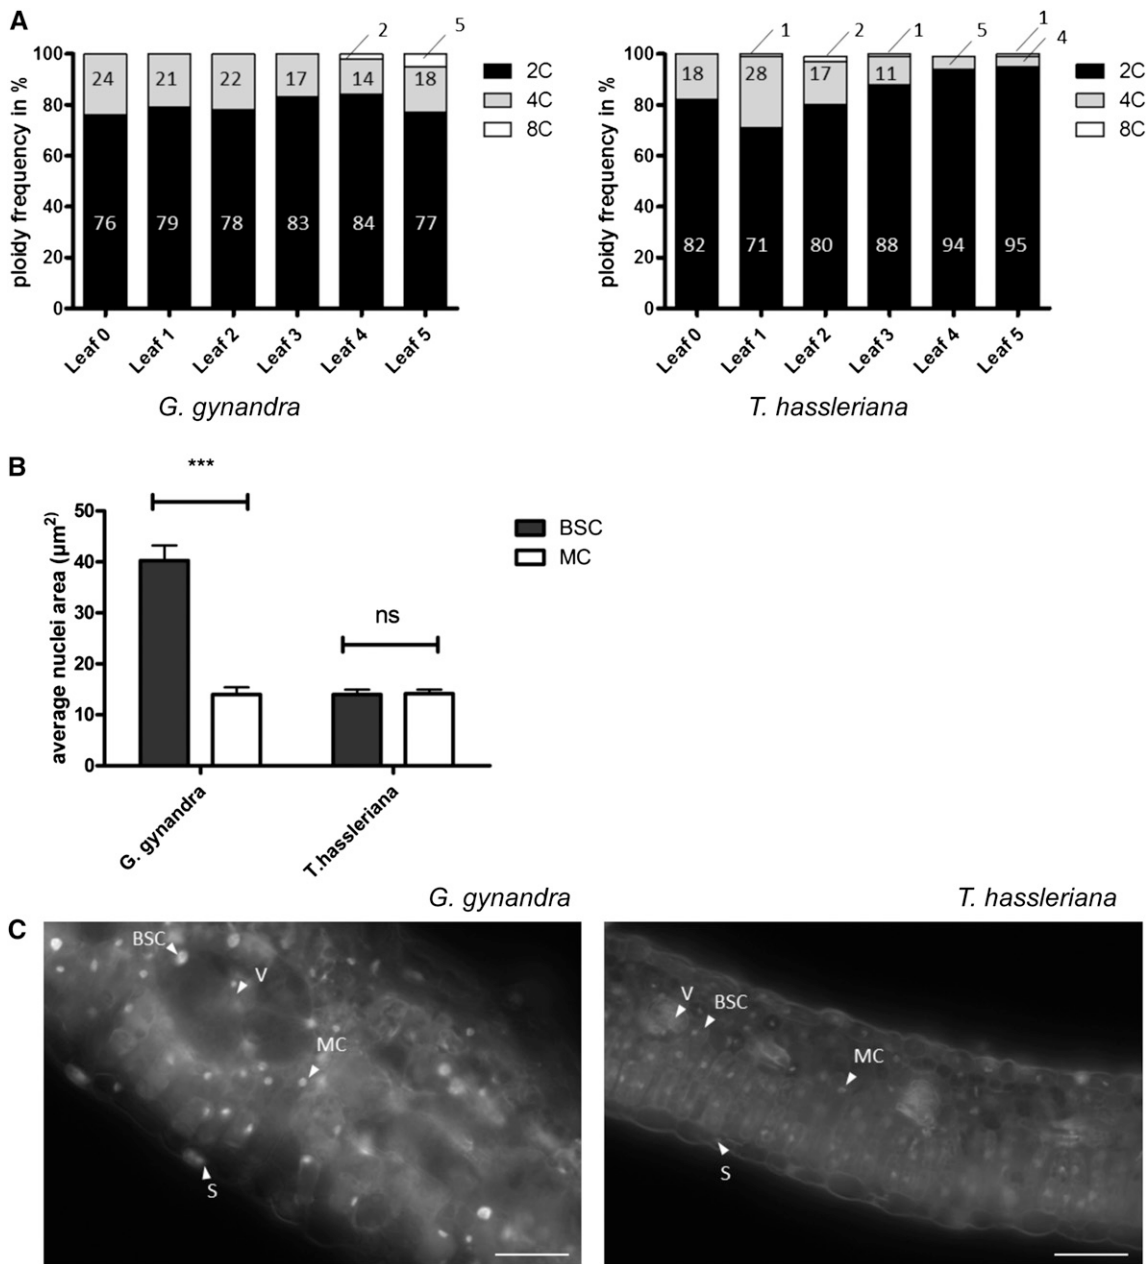 A
2
5
100
80
60
40
20
0
ploidy frequency in %
24 21 22 17 14 18
76 79 78 83 84 77
Leaf 0 Leaf 1 Leaf 2 Leaf 3 Leaf 4 Leaf 5
2C
4C
8C
G. gynandra
1 2 1 5 1
4
100
80
60
40
20
0
ploidy frequency in %
18 28 17 11
82 71 80 88 94 95
Leaf 0 Leaf 1 Leaf 2 Leaf 3 Leaf 4 Leaf 5
2C
4C
8C
T. hassleriana
B
***
ns
50
40
30
20
10
0
average nuclei area (µm²)
BSC
MC
G. gynandra
T.hassleriana
C
G. gynandra
BSC
V
MC
S
T. hassleriana
V
BSC
MC
S